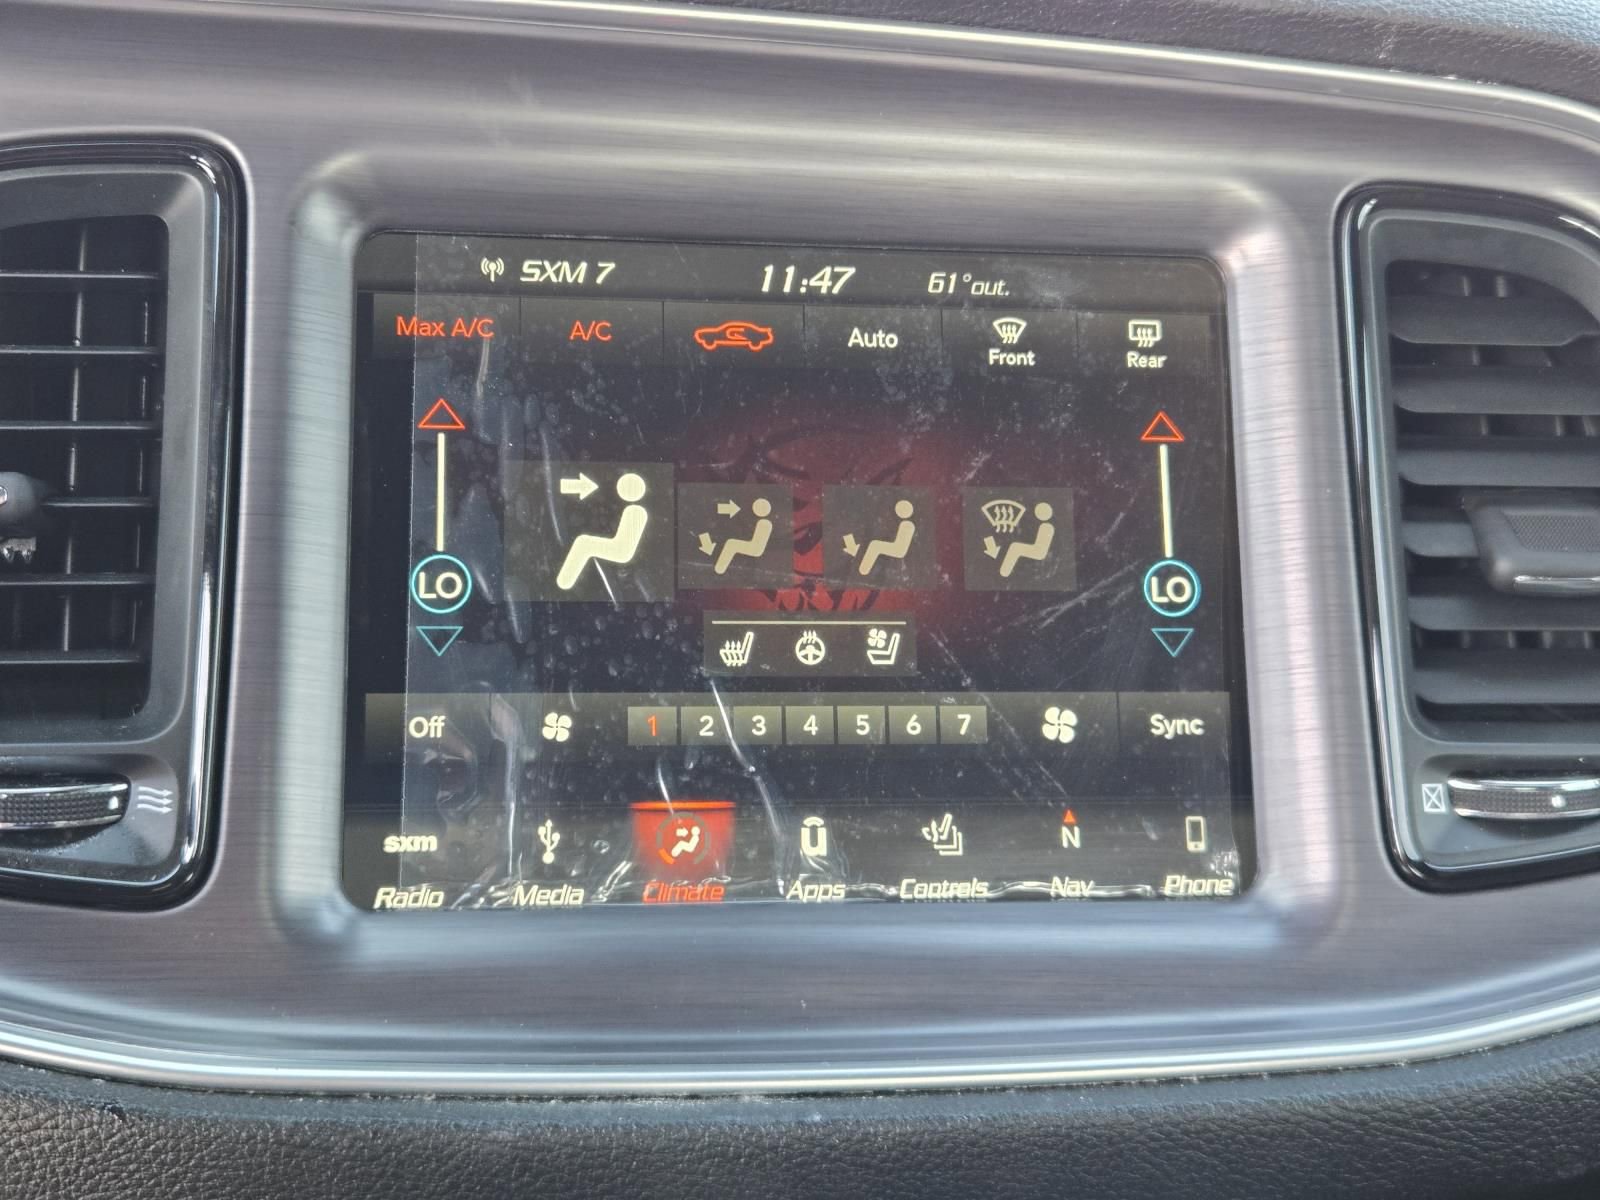 SXM 7 11:47 61° out.
Max A/C A/C Auto Front Rear
LO LO
Off 1 2 3 4 5 6 7 Sync
sxm N
Radio Media Climate Apps Controls Nav Phone